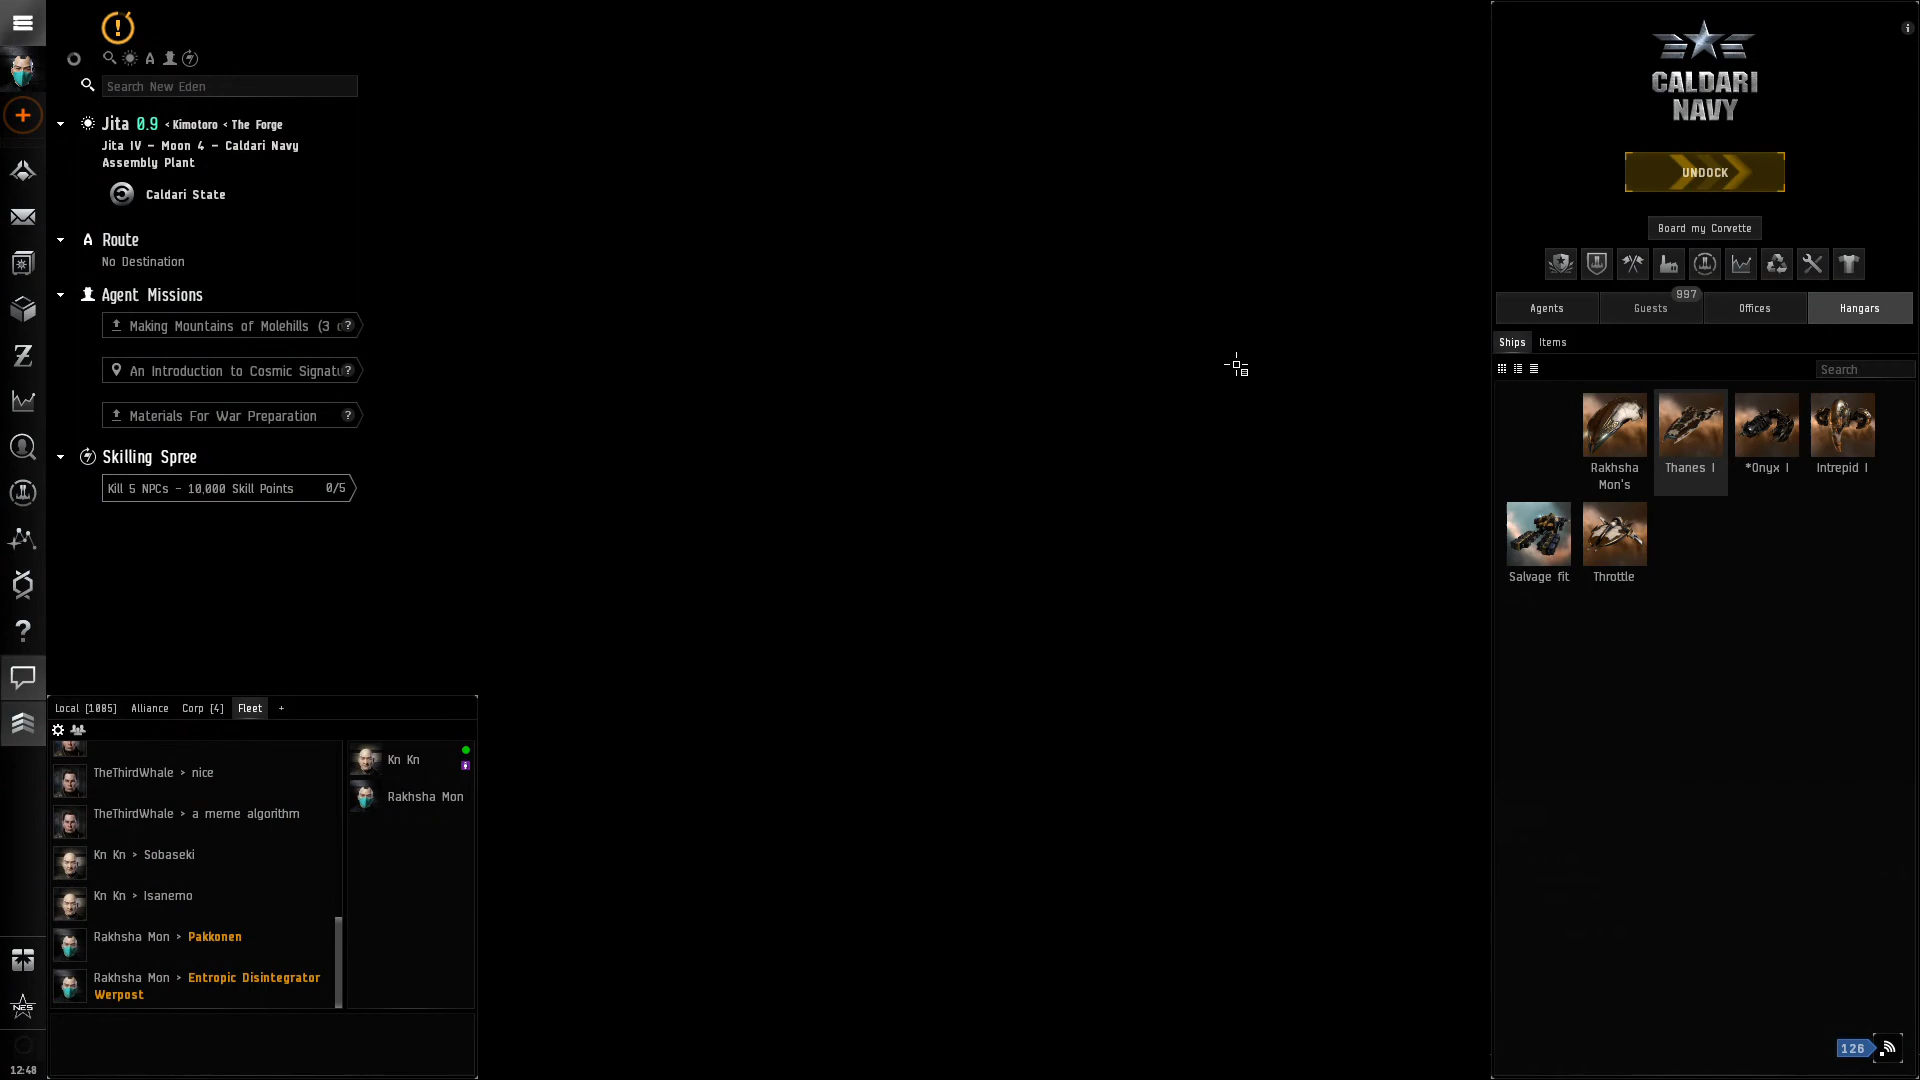 Search New Eden
Jita 0.9 < Kimotoro < The Forge
Jita IV - Moon 4 - Caldari Navy
Assembly Plant
Caldari State
Route
No Destination
Agent Missions
Making Mountains of Molehills (3
?
An Introduction to Cosmic Signatu
?
Materials For War Preparation
?
Skilling Spree
Kill 5 NPCs - 10,000 Skill Points 0/5
Local [1085] Alliance Corp [4] Fleet +
TheThirdWhale > nice
TheThirdWhale > a meme algorithm
Kn Kn > Sobaseki
Kn Kn > Isanemo
Rakhsha Mon > Pakkonen
Rakhsha Mon > Entropic Disintegrator
Werpost
Kn Kn
Rakhsha Mon
NES
12:48
CALDARI
NAVY
UNDOCK
Board my Corvette
997
Agents Guests Offices Hangars
Ships Items
Search
Rakhsha
Mon's
Thanes I
*Onyx I
Intrepid I
Salvage fit
Throttle
126